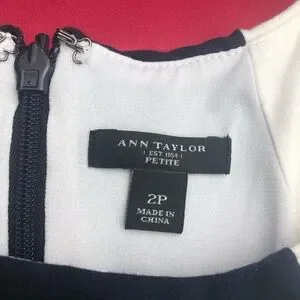 ANN TAYLOR
EST. 1954
PETITE
2P
MADE IN
CHINA